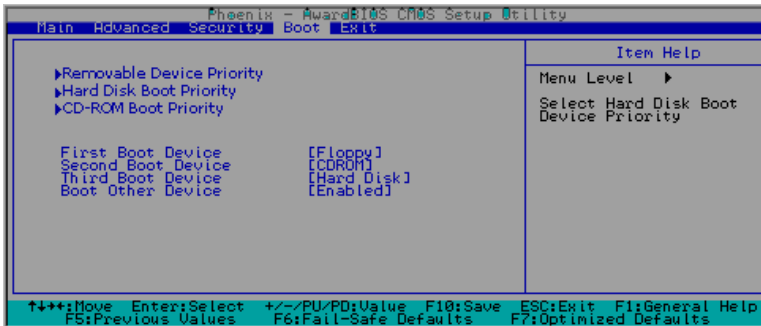 Phoenix - AwardBIOS CMOS Setup Utility
Main Advanced Security Boot Exit
Item Help
▶Removable Device Priority
▶Hard Disk Boot Priority
▶CD-ROM Boot Priority
Menu Level ▶
Select Hard Disk Boot
Device Priority
First Boot Device [Floppy]
Second Boot Device [CDROM]
Third Boot Device [Hard Disk]
Boot Other Device [Enabled]
↑↓→←:Move Enter:Select +/-/PU/PD:Value F10:Save ESC:Exit F1:General Help
F5:Previous Values F6:Fail-Safe Defaults F7:Optimized Defaults